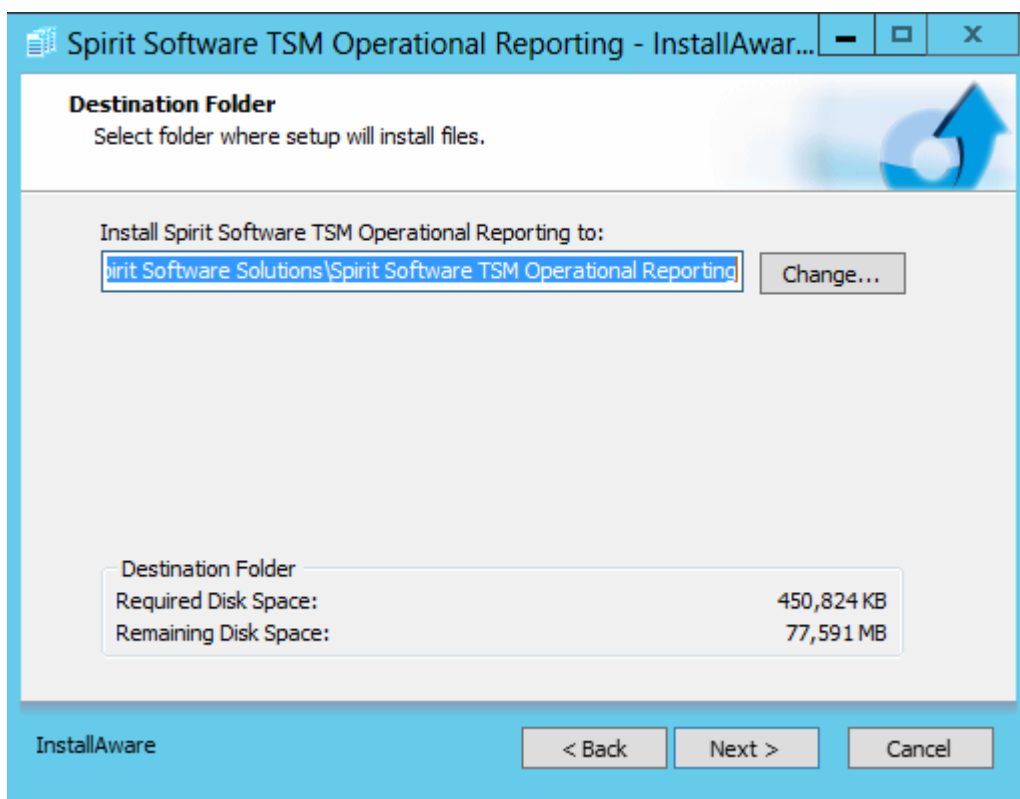 Spirit Software TSM Operational Reporting - InstallAwar...
Destination Folder
Select folder where setup will install files.
Install Spirit Software TSM Operational Reporting to:
pirit Software Solutions\Spirit Software TSM Operational Reporting
Change...
Destination Folder
Required Disk Space: 450,824 KB
Remaining Disk Space: 77,591 MB
InstallAware
< Back Next > Cancel